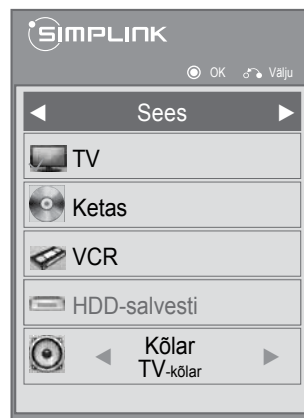 SIMPLINK
OK Välju
Sees
TV
Ketas
VCR
HDD-salvesti
Kõlar
TV-kõlar